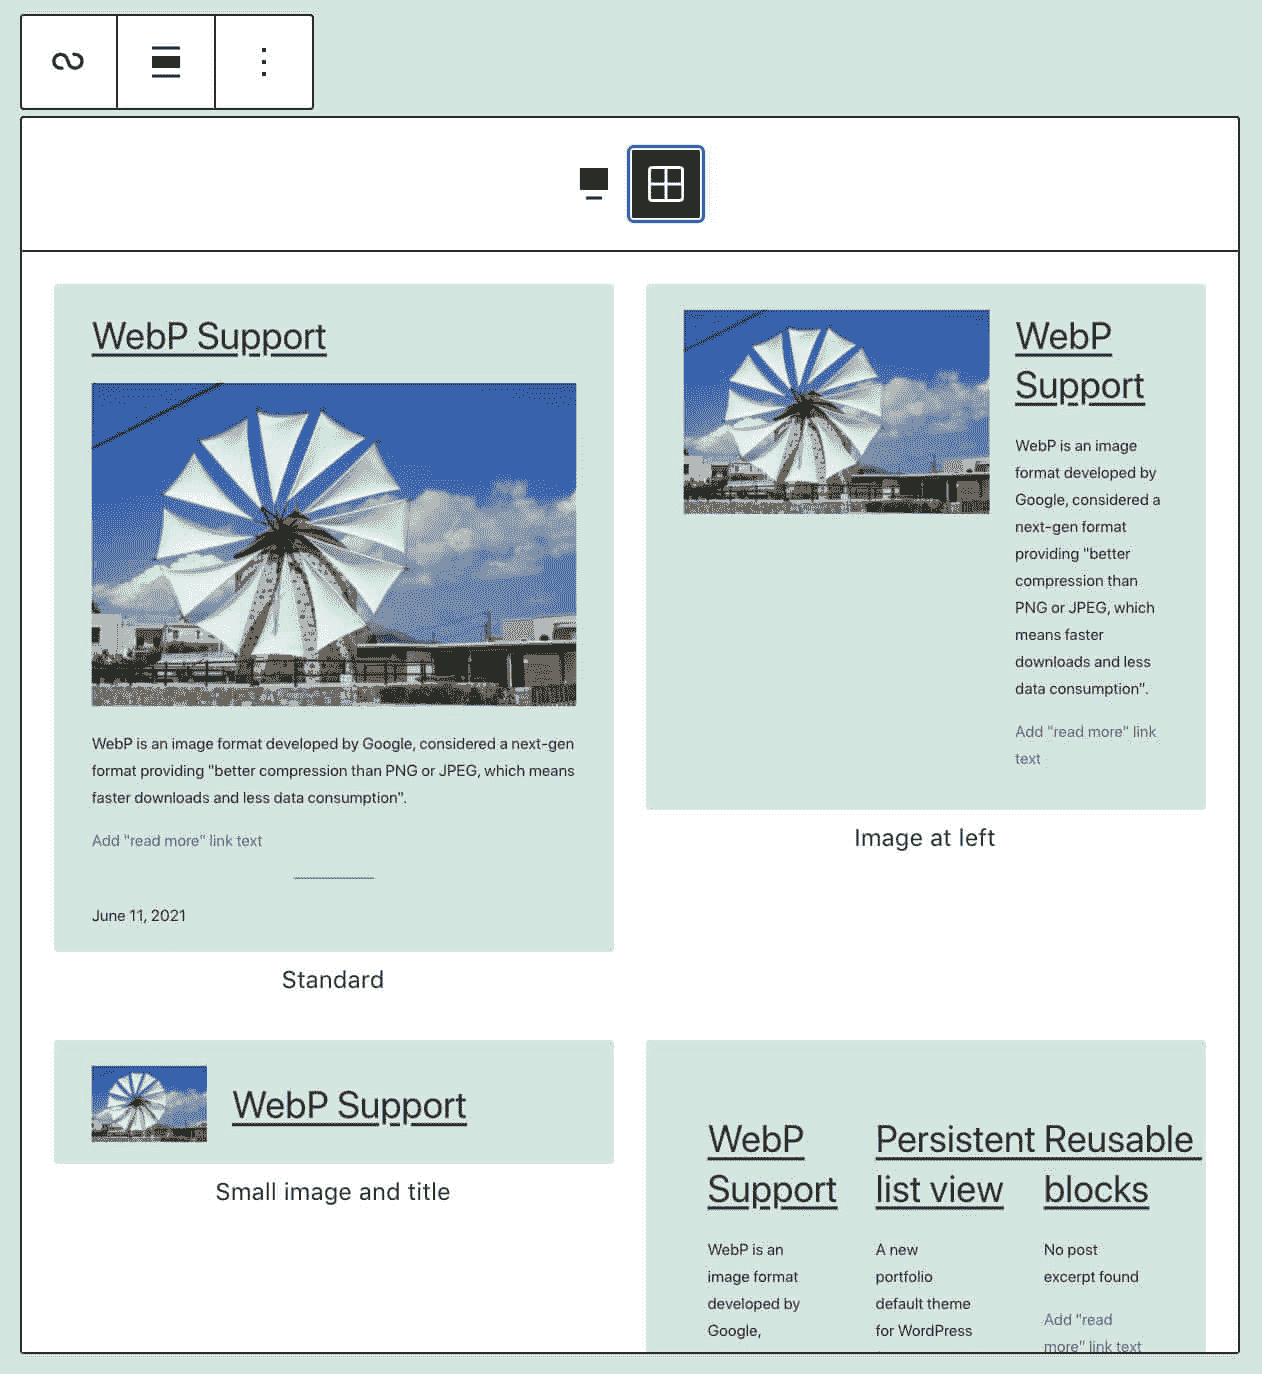 WebP Support
WebP is an image format developed by Google, considered a next-gen
format providing "better compression than PNG or JPEG, which means
faster downloads and less data consumption".
Add "read more" link text
June 11, 2021
Standard
WebP
Support
WebP is an image
format developed by
Google, considered a
next-gen format
providing "better
compression than
PNG or JPEG, which
means faster
downloads and less
data consumption".
Add "read more" link
text
Image at left
WebP Support
Small image and title
WebP
Support
WebP is an
image format
developed by
Google,
Persistent
list view
A new
portfolio
default theme
for WordPress
Reusable
blocks
No post
excerpt found
Add "read
more" link text